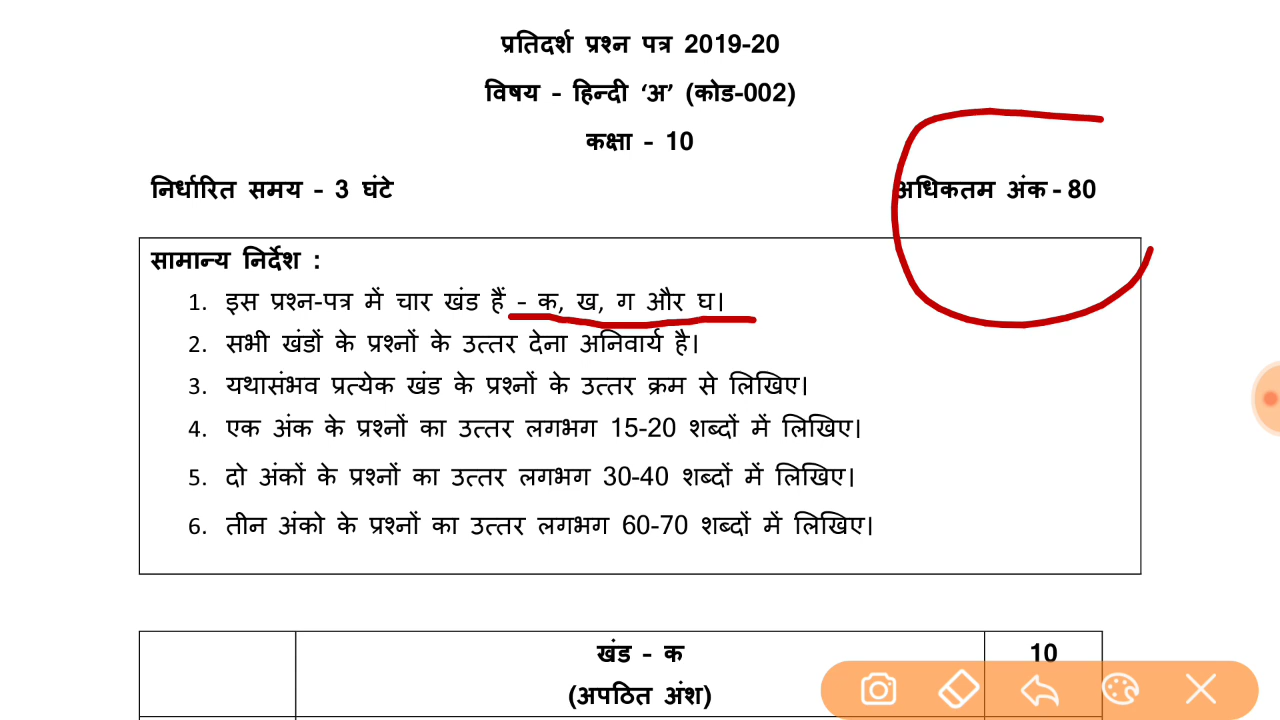 प्रतिदर्श प्रश्न पत्र 2019-20
विषय - हिन्दी ‘अ’ (कोड-002)
कक्षा - 10
निर्धारित समय - 3 घंटे अधिकतम अंक - 80
सामान्य निर्देश :
1. इस प्रश्न-पत्र में चार खंड हैं - क, ख, ग और घ।
2. सभी खंडों के प्रश्नों के उत्तर देना अनिवार्य है।
3. यथासंभव प्रत्येक खंड के प्रश्नों के उत्तर क्रम से लिखिए।
4. एक अंक के प्रश्नों का उत्तर लगभग 15-20 शब्दों में लिखिए।
5. दो अंकों के प्रश्नों का उत्तर लगभग 30-40 शब्दों में लिखिए।
6. तीन अंको के प्रश्नों का उत्तर लगभग 60-70 शब्दों में लिखिए।
खंड - क 10
(अपठित अंश)